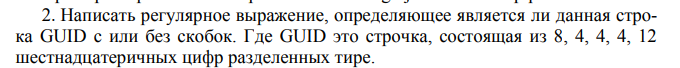 2. Написать регулярное выражение, определяющее является ли данная стро-
ка GUID с или без скобок. Где GUID это строчка, состоящая из 8, 4, 4, 4, 12
шестнадцатеричных цифр разделенных тире.